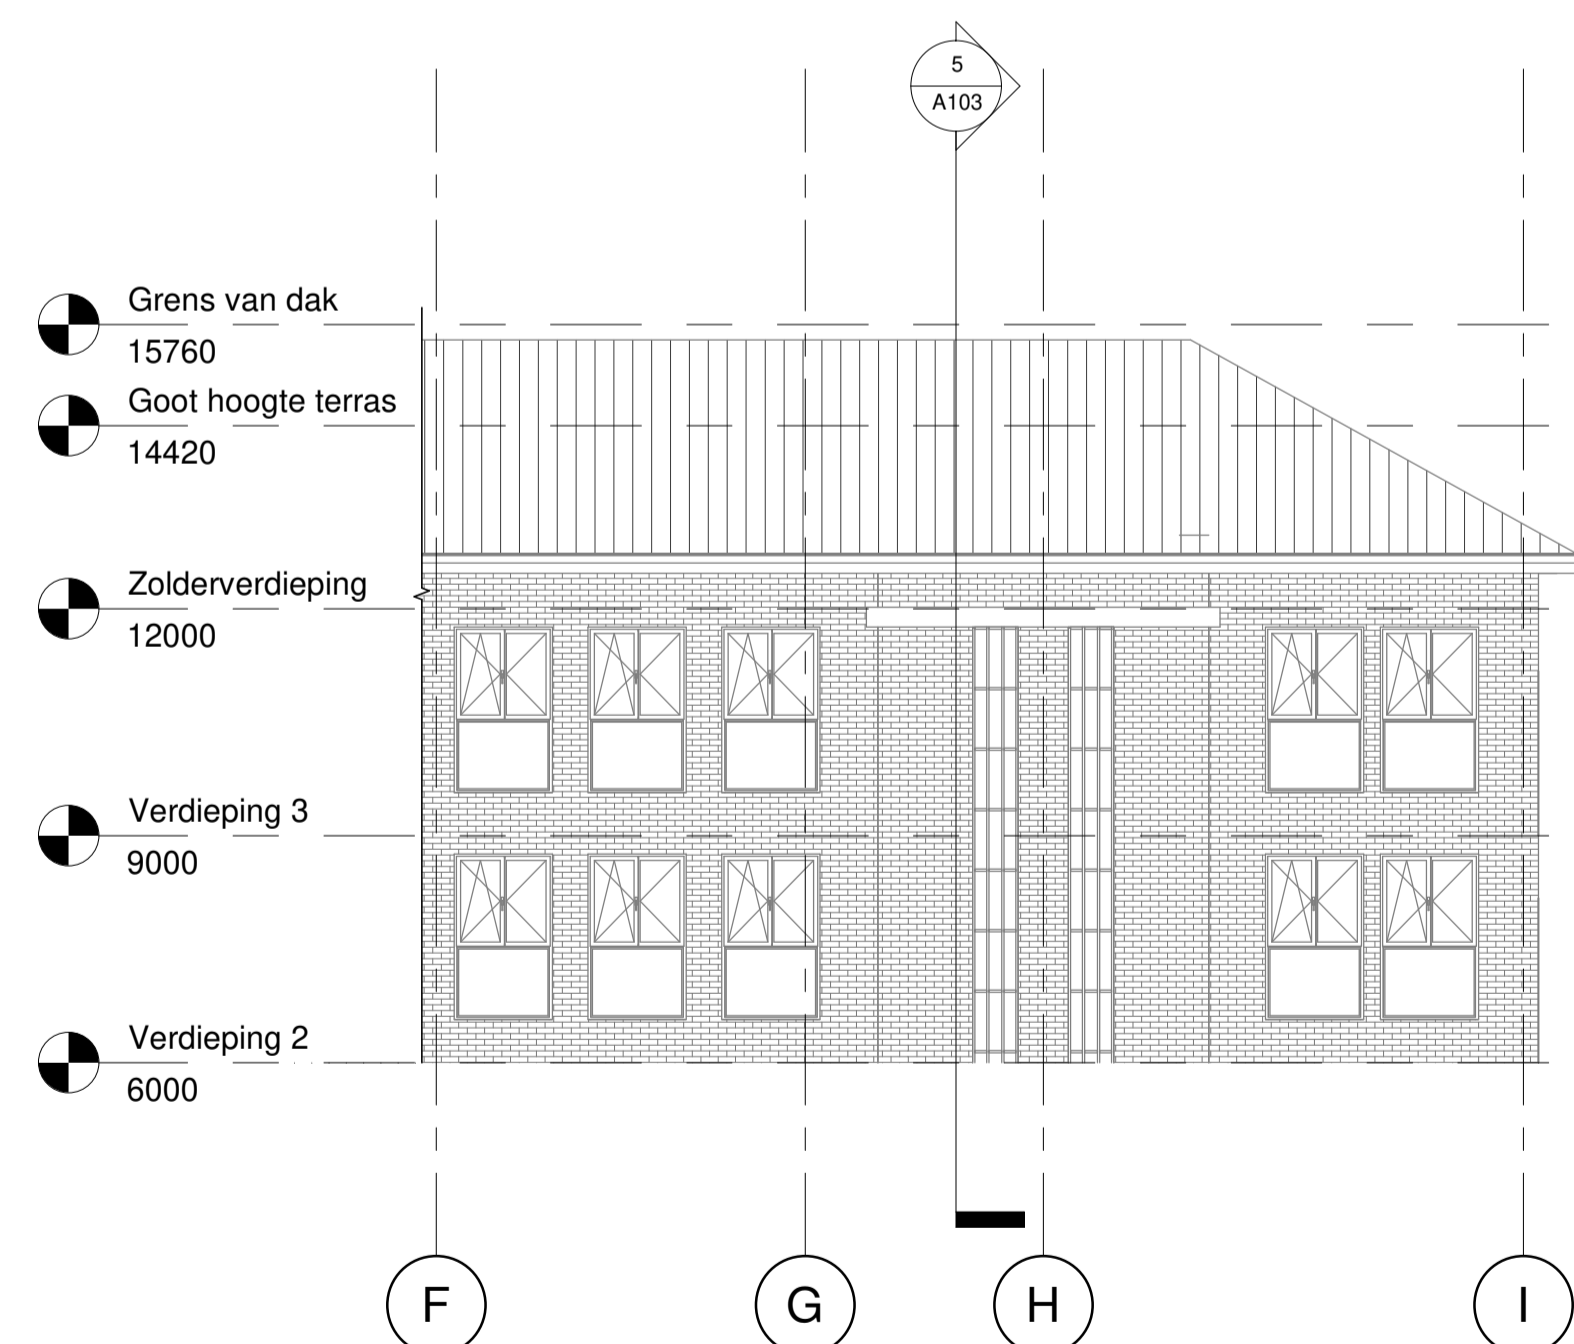 5
A103
Grens van dak
15760
Goot hoogte terras
14420
Zolderverdieping
12000
Verdieping 3
9000
Verdieping 2
6000
F
G
H
I